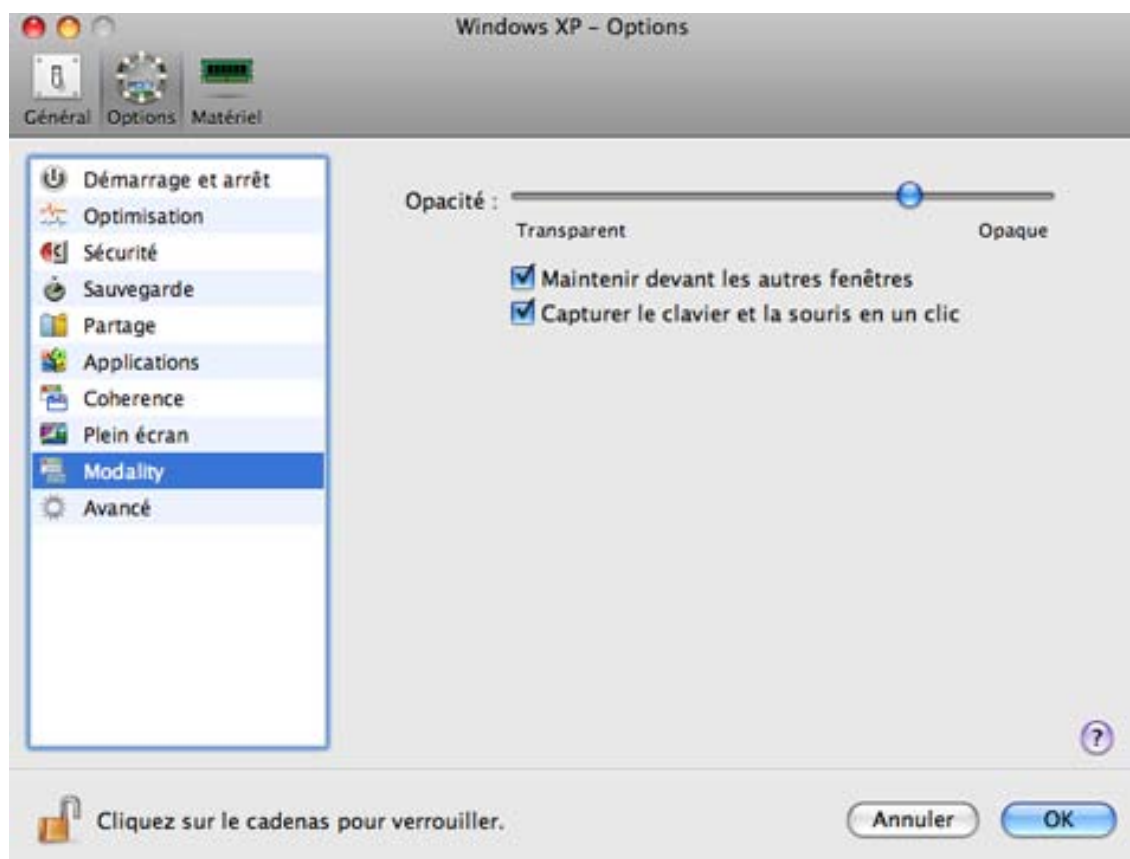 Windows XP – Options
Général Options Matériel
Démarrage et arrêt
Optimisation
Sécurité
Sauvegarde
Partage
Applications
Coherence
Plein écran
Modality
Avancé
Opacité :
Transparent Opaque
Maintenir devant les autres fenêtres
Capturer le clavier et la souris en un clic
?
Cliquez sur le cadenas pour verrouiller.
Annuler OK